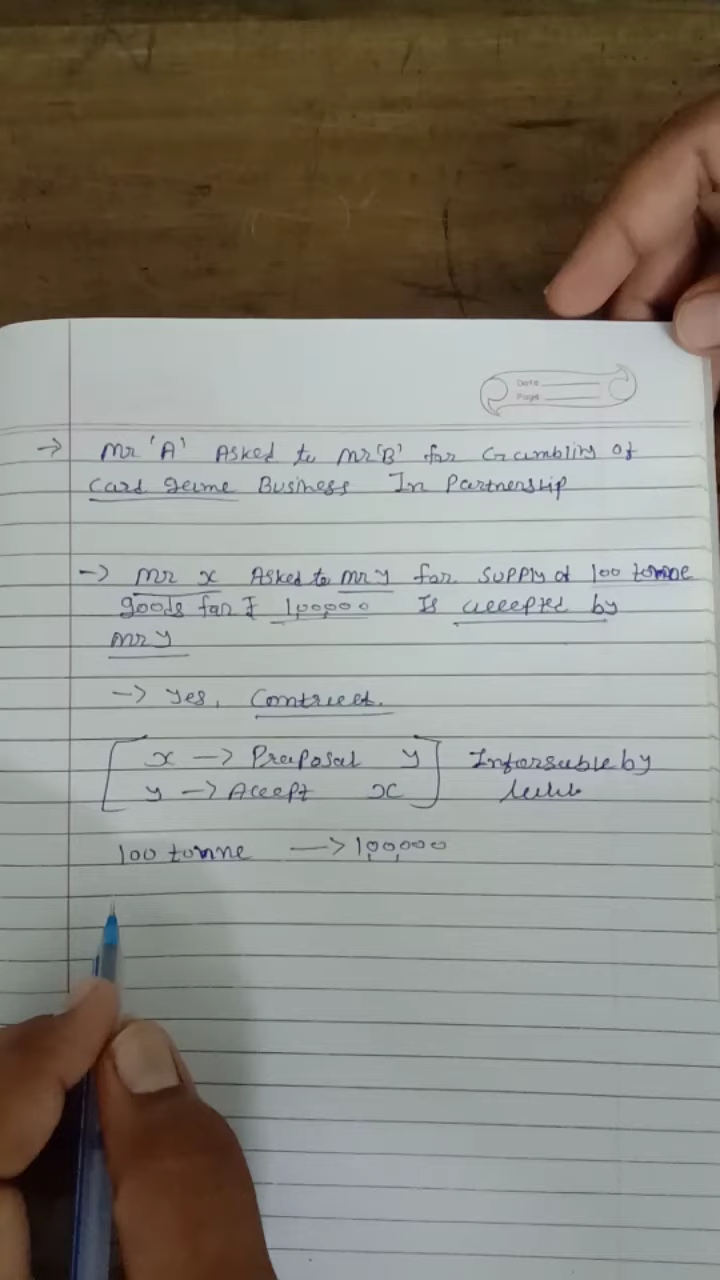 Date
Page
-> Mr 'A' Asked to Mr 'B' for Gambling of
Card Game Business In Partnership
-> Mr x Asked to Mr y for supply of 100 tonne
goods for ₹ 1,00,000 Is accepted by
Mr y
-> Yes, Contract.
x -> Praposal y Inforsable by
y -> Accept x
100 tonne -> 1,00,000